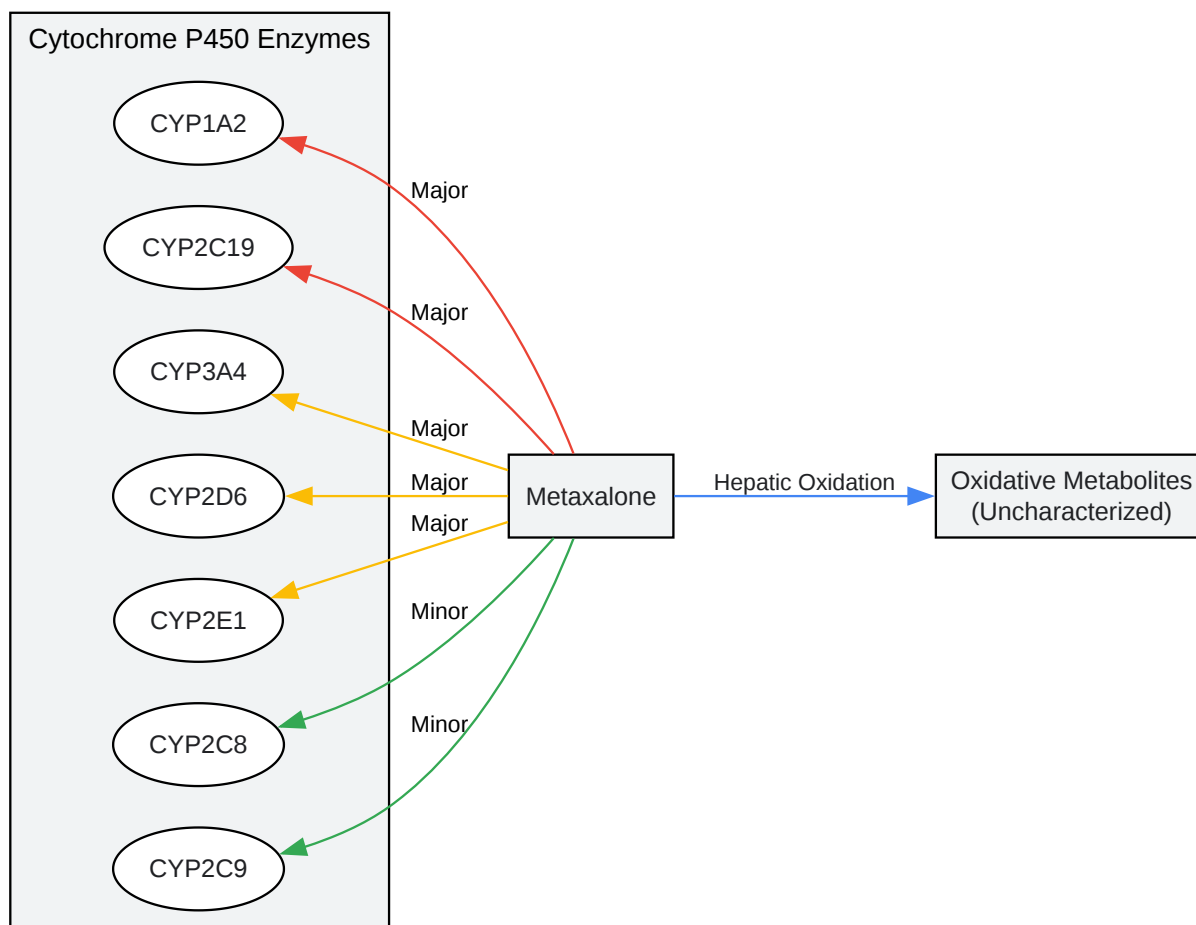 Cytochrome P450 Enzymes
CYP1A2
Major
CYP2C19
Major
CYP3A4
Major
CYP2D6
Major
Metaxalone
Hepatic Oxidation
Oxidative Metabolites
(Uncharacterized)
Major
CYP2E1
Minor
CYP2C8
Minor
CYP2C9